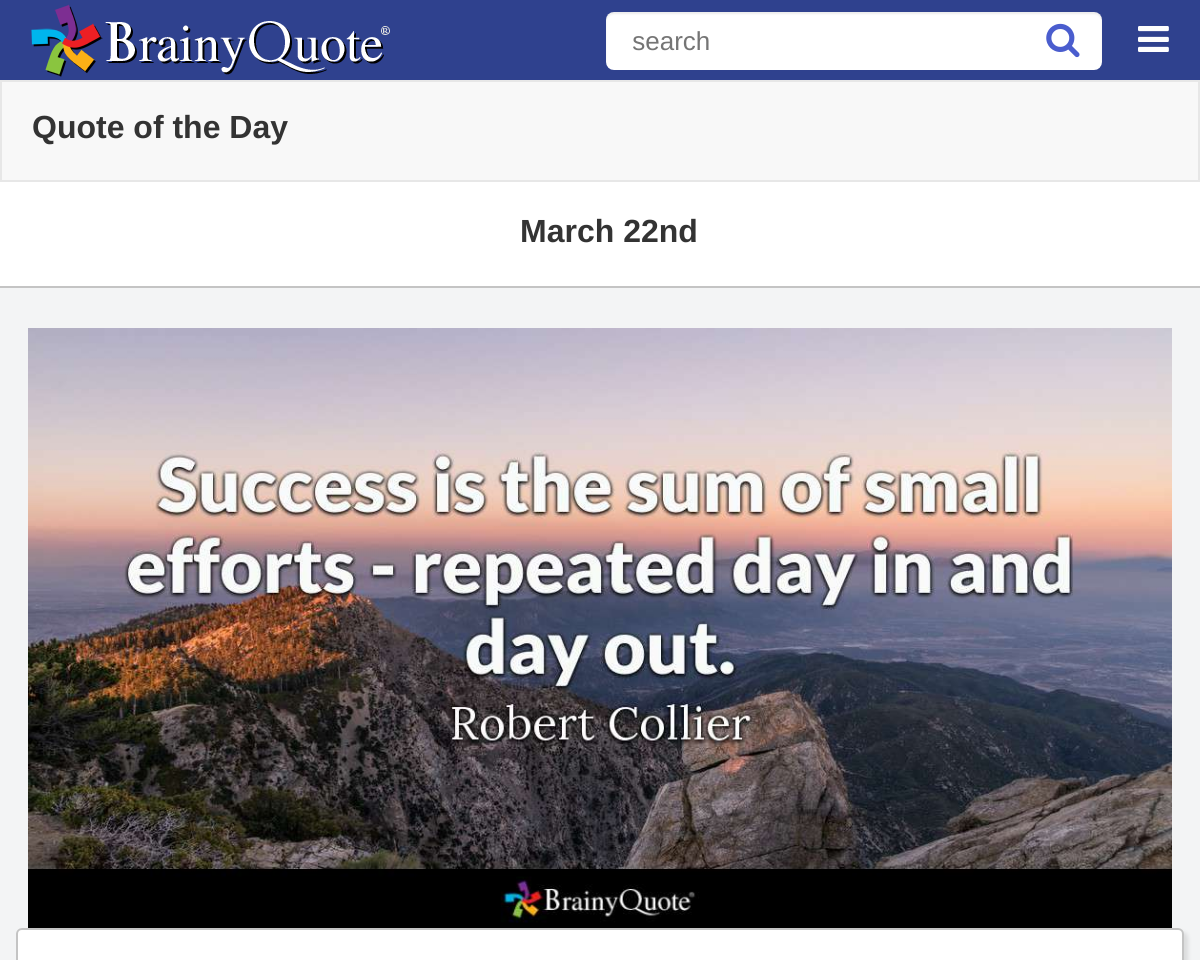 BrainyQuote®
search
Quote of the Day
March 22nd
Success is the sum of small
efforts - repeated day in and
day out.
Robert Collier
BrainyQuote®